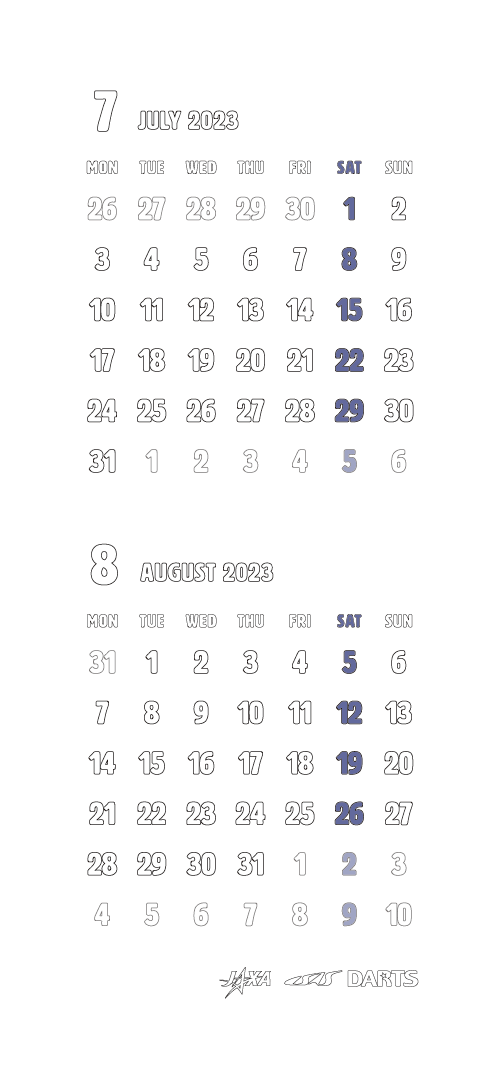 7 JULY 2023
MON TUE WED THU FRI SAT SUN
26 27 28 29 30 1 2
3 4 5 6 7 8 9
10 11 12 13 14 15 16
17 18 19 20 21 22 23
24 25 26 27 28 29 30
31 1 2 3 4 5 6
8 AUGUST 2023
MON TUE WED THU FRI SAT SUN
31 1 2 3 4 5 6
7 8 9 10 11 12 13
14 15 16 17 18 19 20
21 22 23 24 25 26 27
28 29 30 31 1 2 3
4 5 6 7 8 9 10
JAXA ISAS DARTS